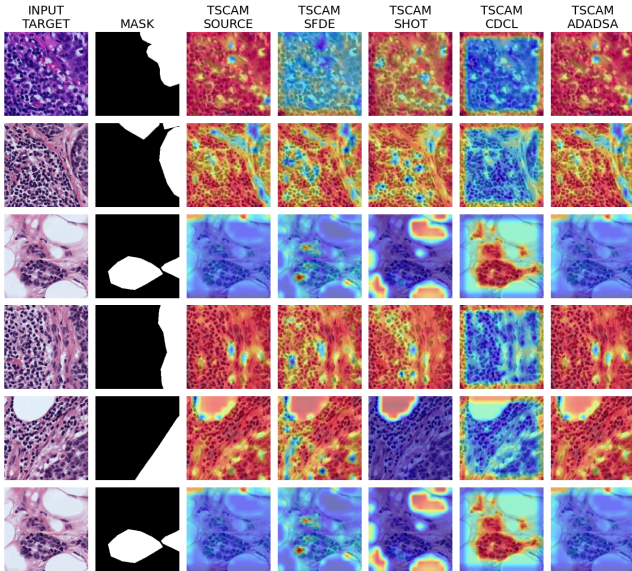 INPUT TARGET
MASK
TSCAM SOURCE
TSCAM SFDE
TSCAM SHOT
TSCAM CDCL
TSCAM ADADSA